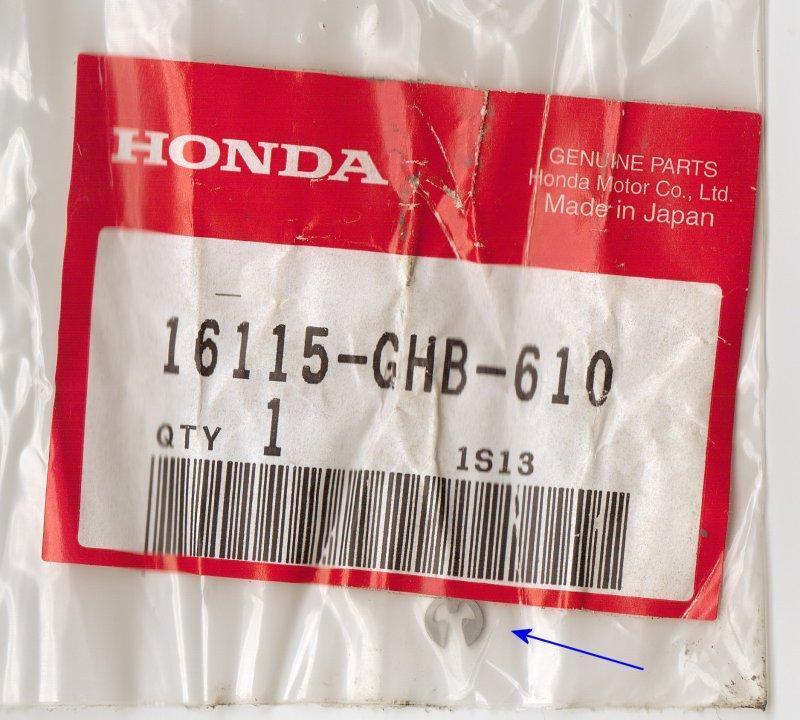 HONDA
GENUINE PARTS
Honda Motor Co., Ltd.
Made in Japan
16115-GHB-610
QTY 1
1S13